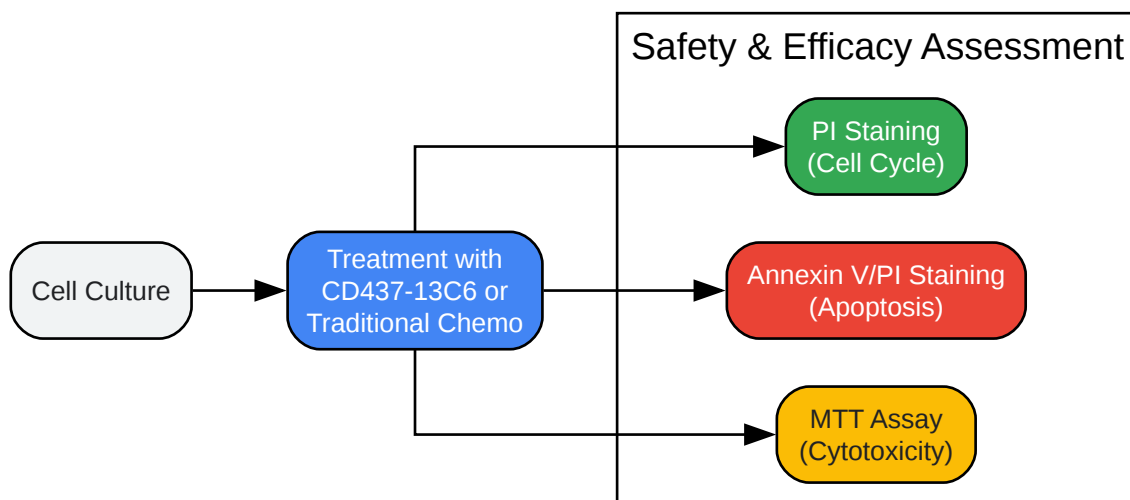 Safety & Efficacy Assessment
PI Staining
(Cell Cycle)
Cell Culture
Treatment with
CD437-13C6 or
Traditional Chemo
Annexin V/PI Staining
(Apoptosis)
MTT Assay
(Cytotoxicity)